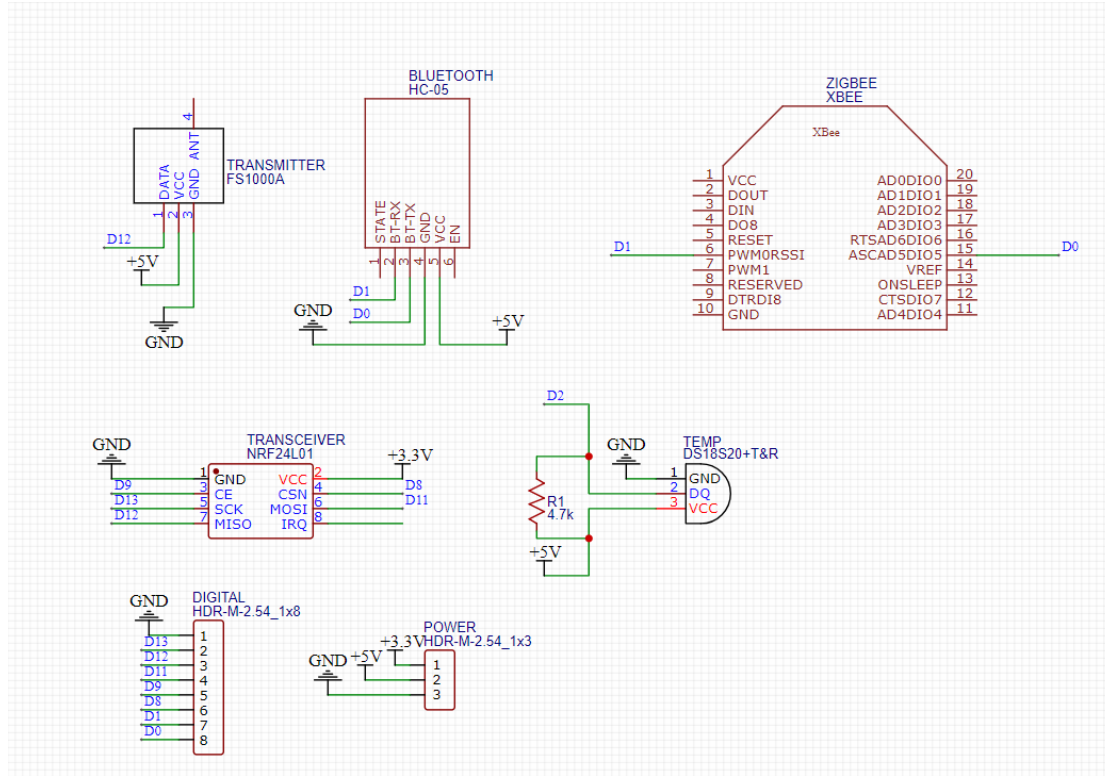 BLUETOOTH
HC-05
STATE
BT-RX
BT-TX
GND
VCC
EN
1
2
3
4
5
6
D1
D0
GND
+5V
4
ANT
DATA
VCC
GND
TRANSMITTER
FS1000A
1
2
3
D12
+5V
GND
ZIGBEE
XBEE
XBee
1 VCC AD0DIO0 20
2 DOUT AD1DIO1 19
3 DIN AD2DIO2 18
4 DO8 AD3DIO3 17
5 RESET RTSAD6DIO6 16
D1 6 PWM0RSSI ASCAD5DIO5 15 D0
7 PWM1 VREF 14
8 RESERVED ONSLEEP 13
9 DTRDI8 CTSDIO7 12
10 GND AD4DIO4 11
TRANSCEIVER
NRF24L01
GND
+3.3V
1 GND VCC 2
D9 3 CE CSN 4 D8
D13 5 SCK MOSI 6 D11
D12 7 MISO IRQ 8
D2
GND
TEMP
DS18S20+T&R
1 GND
2 DQ
3 VCC
R1
4.7k
+5V
DIGITAL
HDR-M-2.54_1x8
GND
1
D13 2
D12 3
D11 4
D9 5
D8 6
D1 7
D0 8
POWER
HDR-M-2.54_1x3
+3.3V
+5V
GND
1
2
3